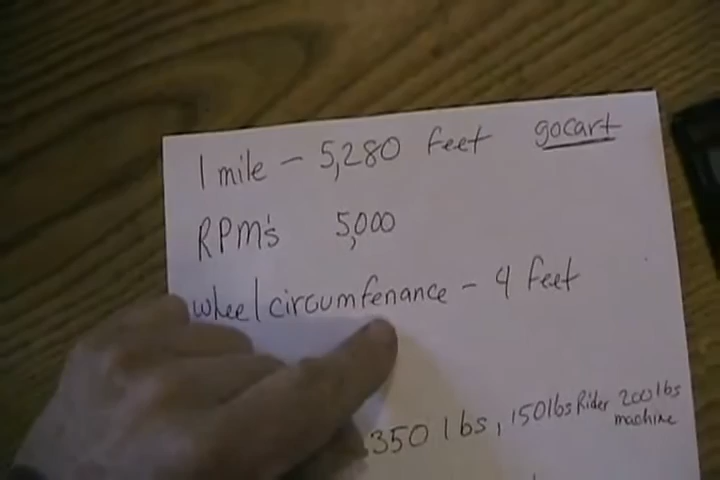 1 mile - 5,280 feet gocart
RPM's 5,000
wheel circumfenance - 4 feet
350 lbs, 150lbs Rider 200lbs
machine